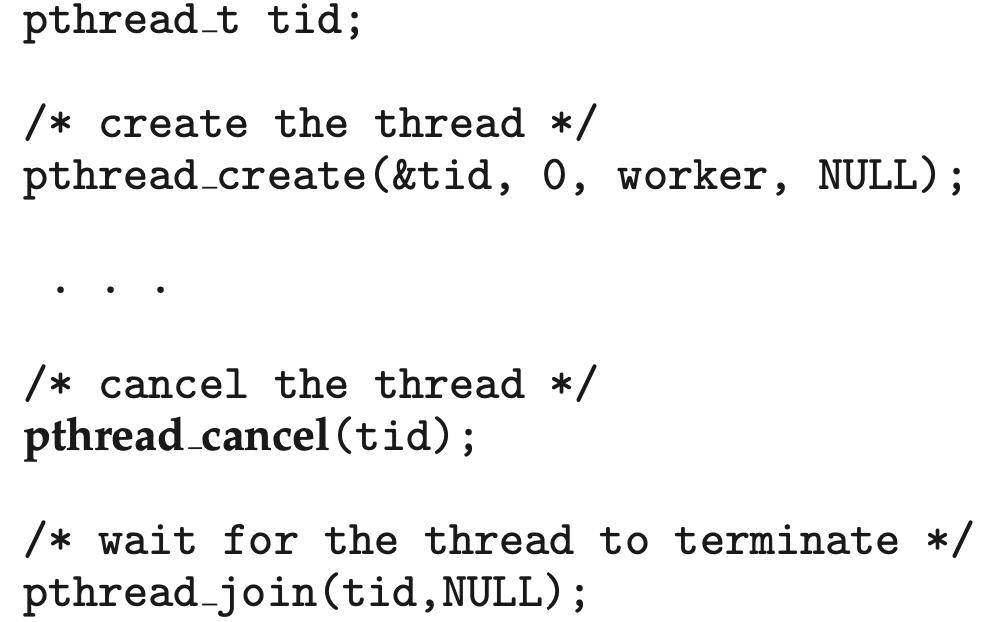 pthread_t tid;
/* create the thread */
pthread_create(&tid, 0, worker, NULL);
. . .
/* cancel the thread */
pthread_cancel(tid);
/* wait for the thread to terminate */
pthread_join(tid,NULL);